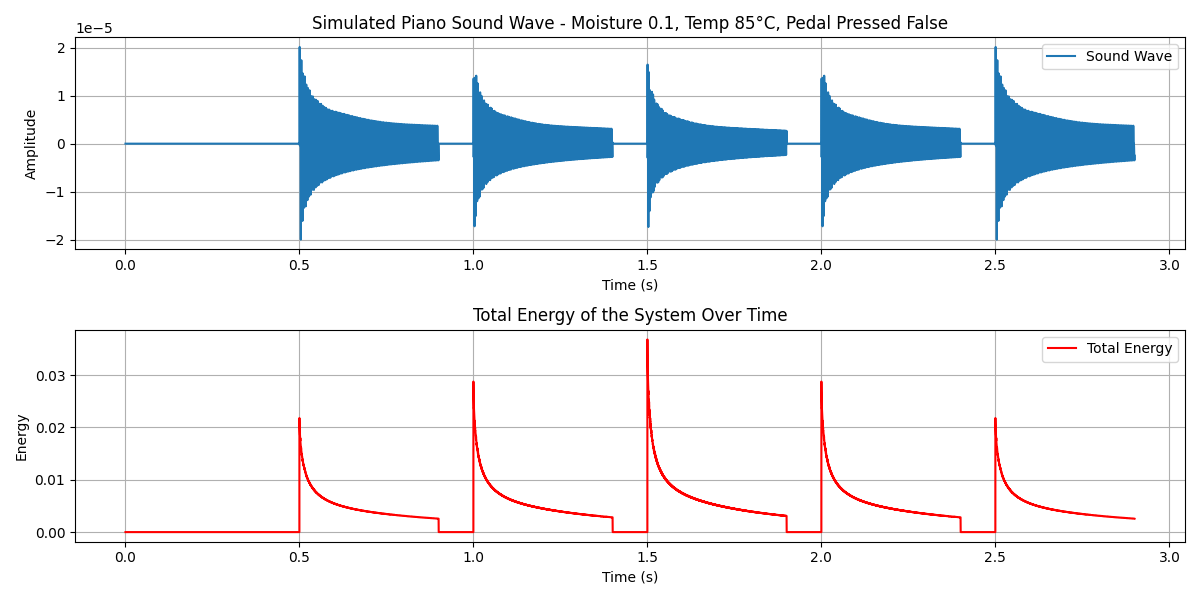 Simulated Piano Sound Wave - Moisture 0.1, Temp 85°C, Pedal Pressed False
1e−5
Sound Wave
2
1
0
−1
−2
Amplitude
0.0 0.5 1.0 1.5 2.0 2.5 3.0
Time (s)
Total Energy of the System Over Time
Total Energy
0.03
0.02
0.01
0.00
Energy
0.0 0.5 1.0 1.5 2.0 2.5 3.0
Time (s)